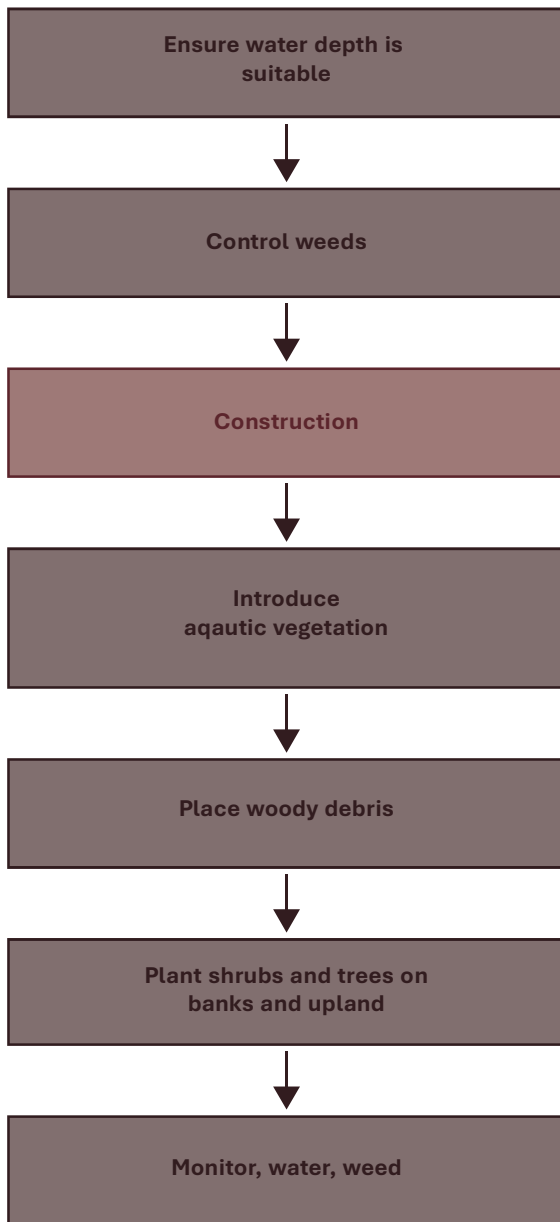 Ensure water depth is
suitable
Control weeds
Construction
Introduce
aqautic vegetation
Place woody debris
Plant shrubs and trees on
banks and upland
Monitor, water, weed